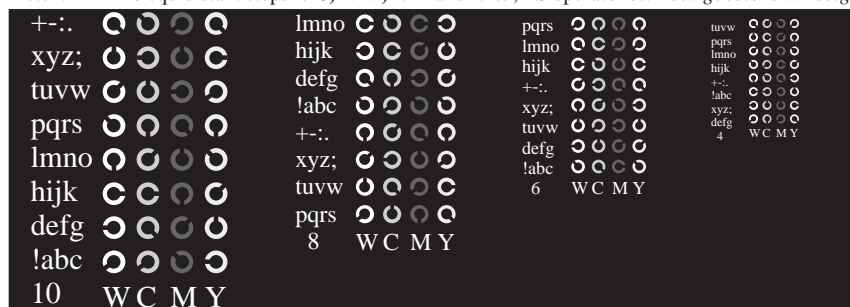 +-:.
xyz;
tuvw
pqrs
lmno
hijk
defg
!abc
10 W C M Y
lmno
hijk
defg
!abc
+-:.
xyz;
tuvw
pqrs
8 W C M Y
pqrs
lmno
hijk
+-:.
xyz;
tuvw
defg
!abc
6 W C M Y
tuvw
pqrs
lmno
hijk
+-:.
!abc
xyz;
defg
4 W C M Y